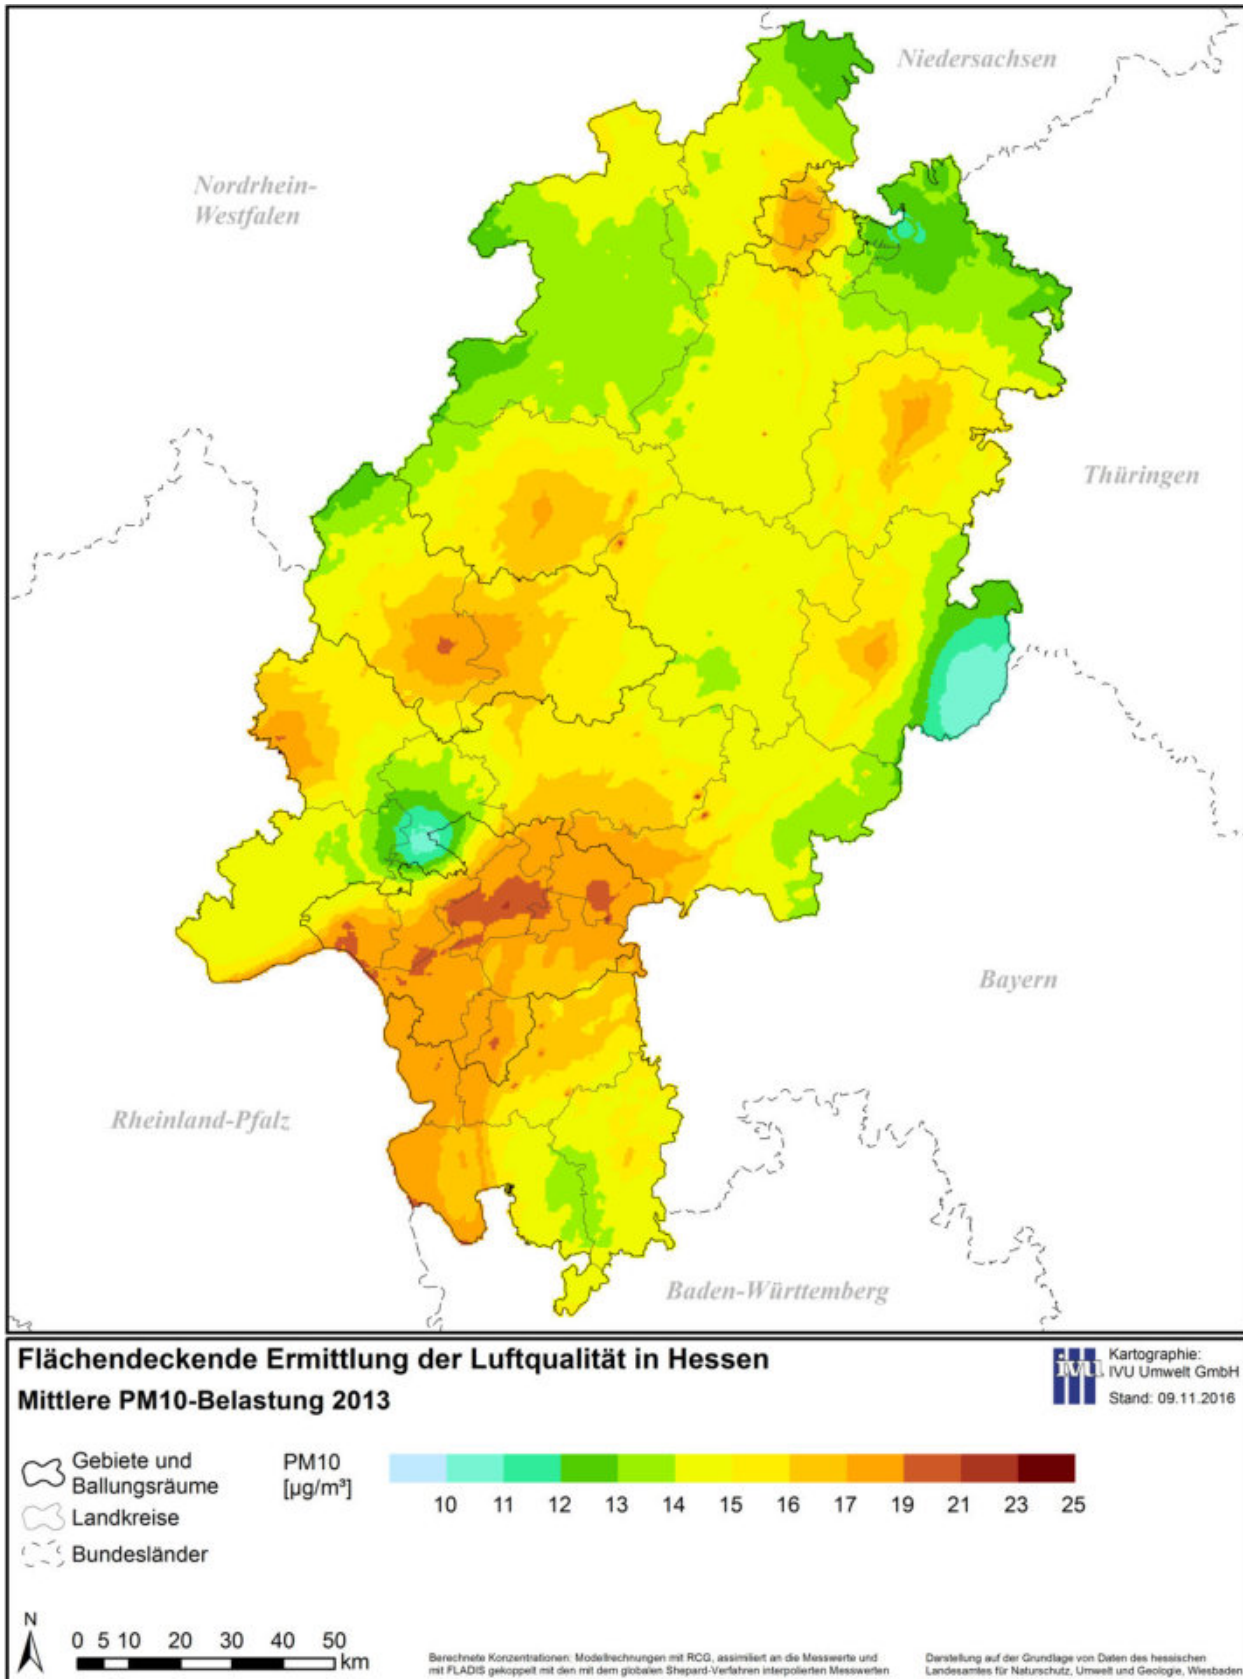 Niedersachsen
Nordrhein-
Westfalen
Thüringen
Bayern
Rheinland-Pfalz
Baden-Württemberg
Flächendeckende Ermittlung der Luftqualität in Hessen
Mittlere PM10-Belastung 2013
ivu
Kartographie:
IVU Umwelt GmbH
Stand: 09.11.2016
Gebiete und
Ballungsräume
Landkreise
Bundesländer
PM10
[µg/m³]
10 11 12 13 14 15 16 17 19 21 23 25
N
0 5 10 20 30 40 50
km
Berechnete Konzentrationen: Modellrechnungen mit RCG, assimiliert an die Messwerte und
mit FLADIS gekoppelt mit den mit dem globalen Shepard-Verfahren interpolierten Messwerten
Darstellung auf der Grundlage von Daten des hessischen
Landesamtes für Naturschutz, Umwelt und Geologie, Wiesbaden